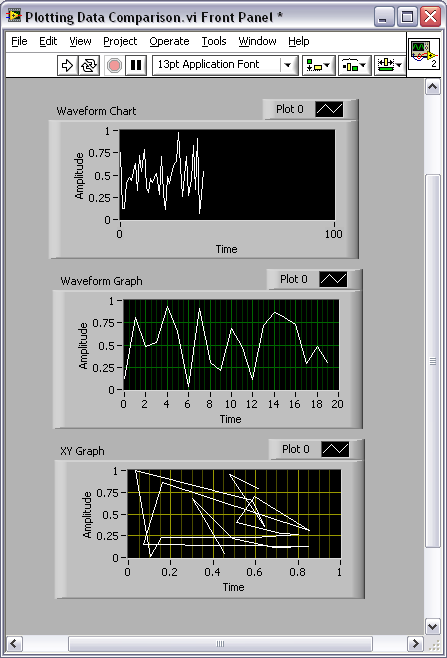 Plotting Data Comparison.vi Front Panel *
File Edit View Project Operate Tools Window Help
13pt Application Font
2
Waveform Chart
Plot 0
Amplitude
1
0.75
0.5
0.25
0
0 100
Time
Waveform Graph
Plot 0
Amplitude
1
0.75
0.5
0.25
0
0 2 4 6 8 10 12 14 16 18 20
Time
XY Graph
Plot 0
Amplitude
1
0.75
0.5
0.25
0
0 0.2 0.4 0.6 0.8 1
Time